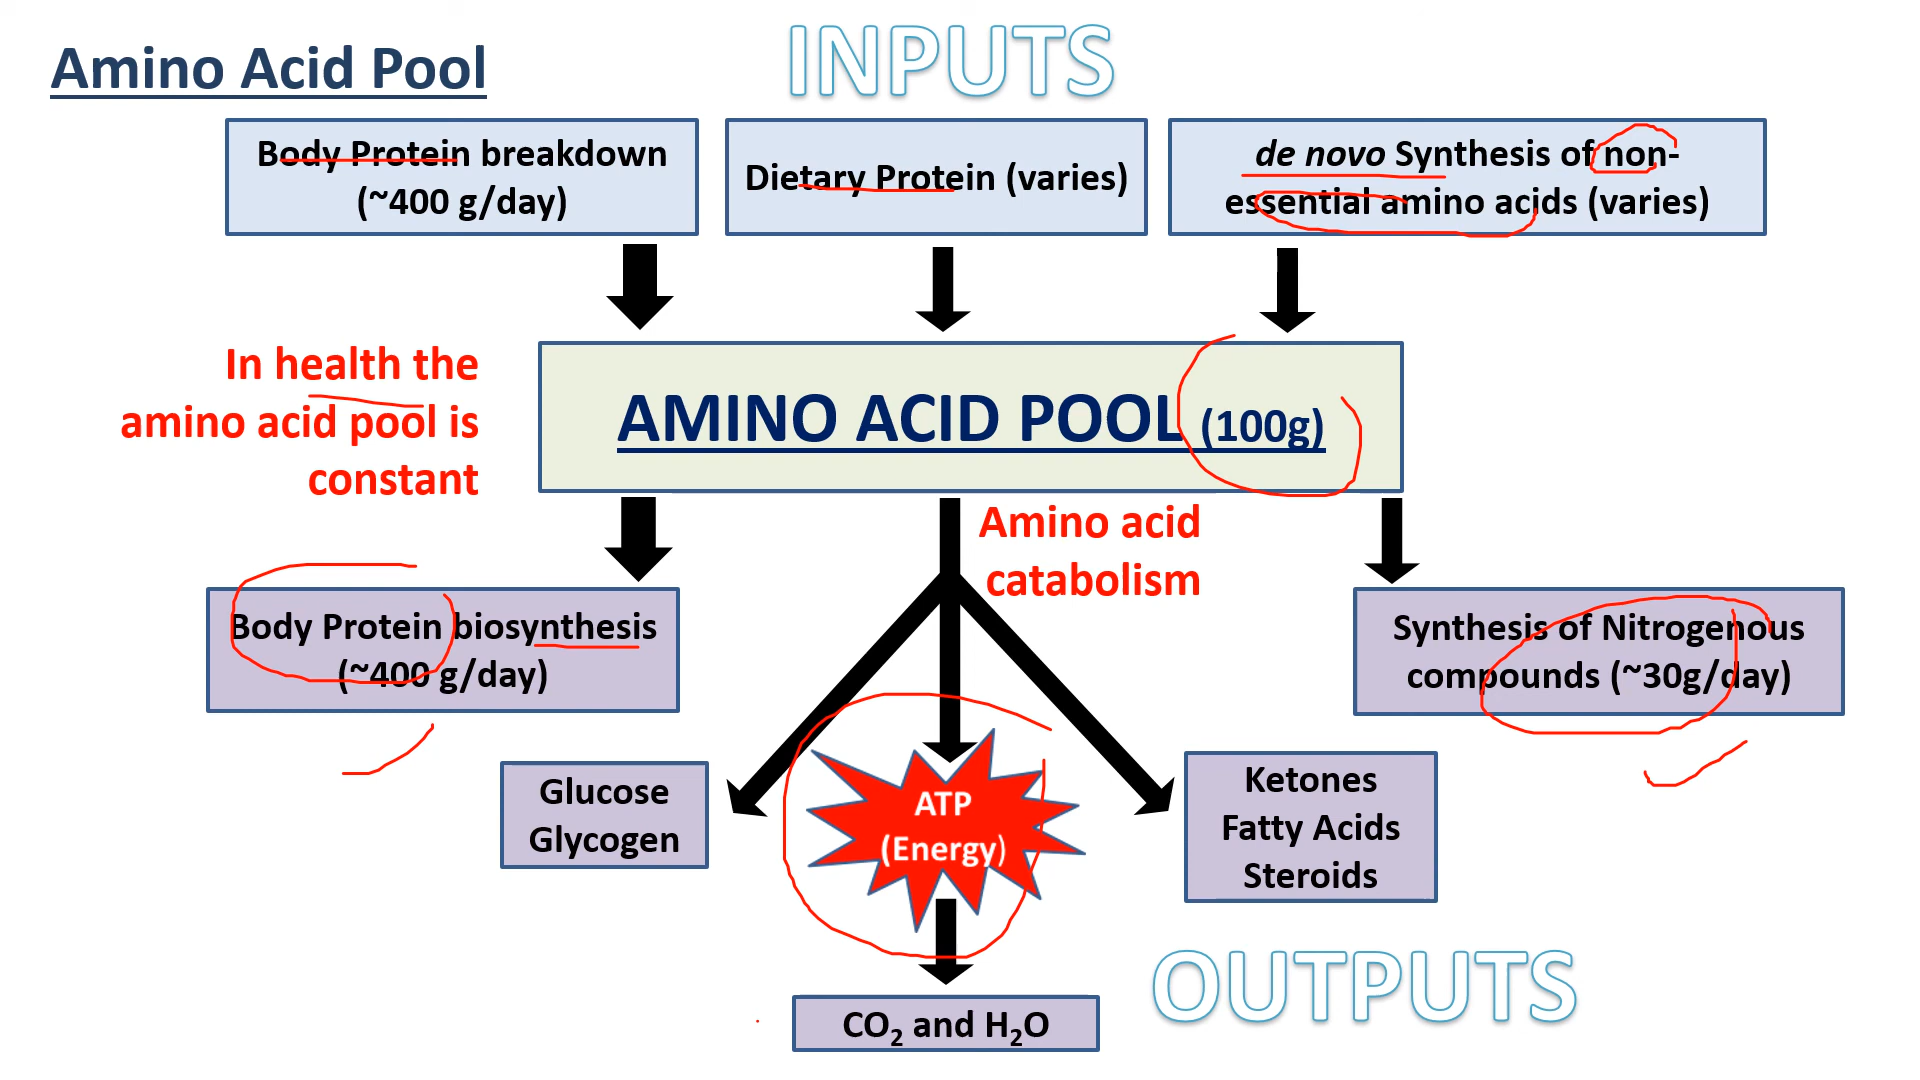 Amino Acid Pool
INPUTS
Body Protein breakdown
(~400 g/day)
Dietary Protein (varies)
de novo Synthesis of non-
essential amino acids (varies)
In health the
amino acid pool is
constant
AMINO ACID POOL (100g)
Amino acid
catabolism
Body Protein biosynthesis
(~400 g/day)
Synthesis of Nitrogenous
compounds (~30g/day)
Glucose
Glycogen
ATP
(Energy)
Ketones
Fatty Acids
Steroids
OUTPUTS
CO₂ and H₂O